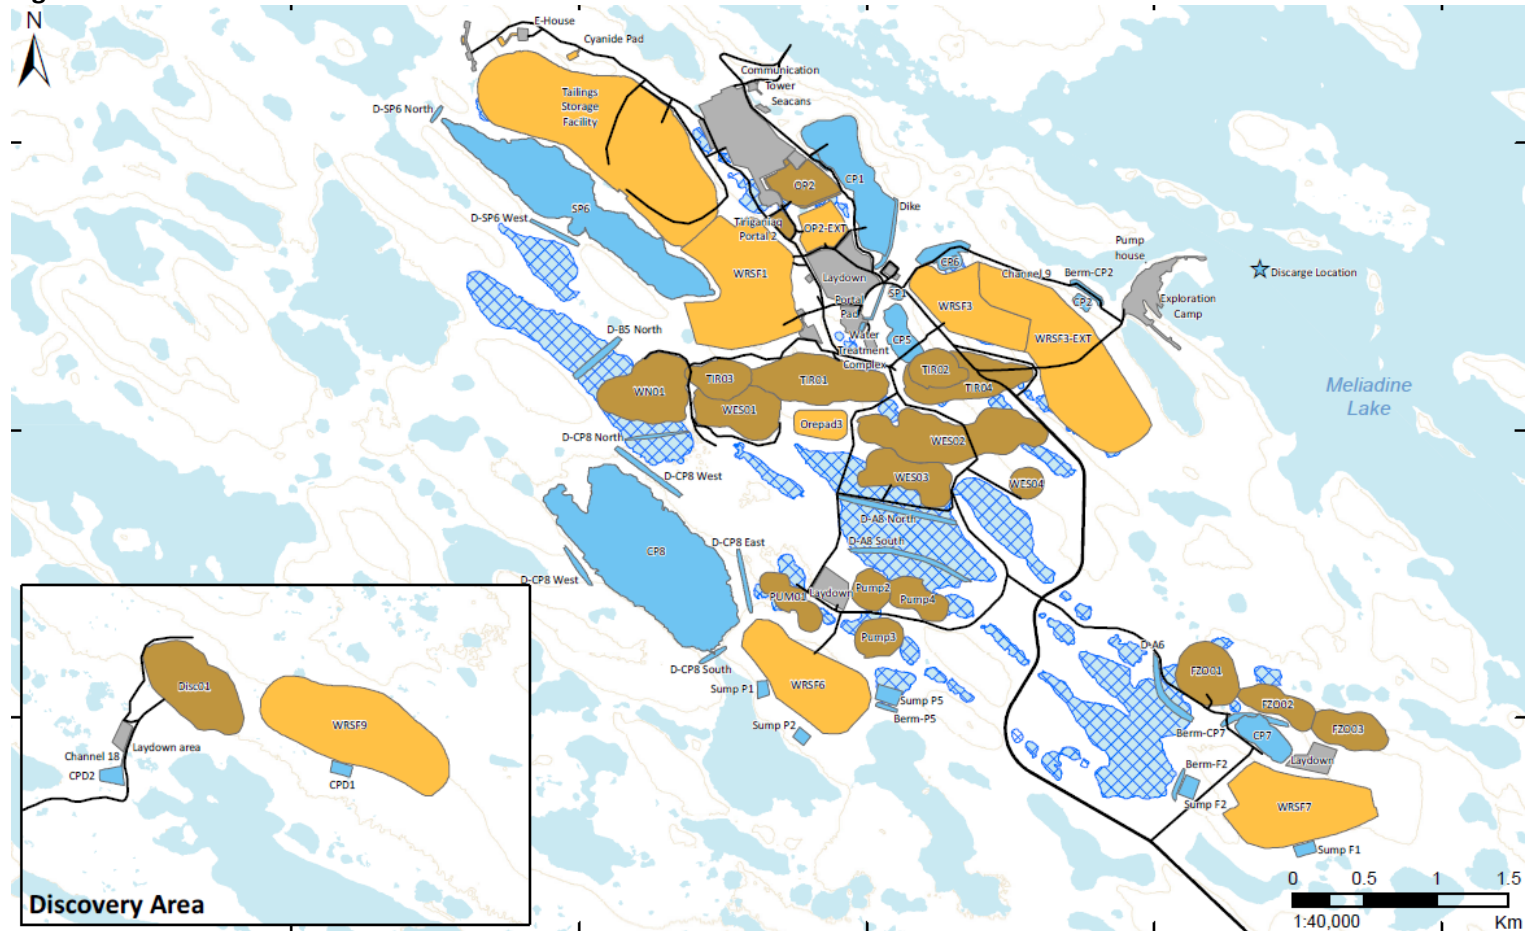 N
E-House
Cyanide Pad
Communication
Tower
Seacans
Tailings
Storage
Facility
D-SP6 North
CP1
OP2
SP6
Dike
D-SP6 West
Tiriganiaq
Portal 2
OP2-EXT
Pump
house
CP6
WRSF1
Channel 9
Berm-CP2
Discarge Location
Laydown
SP1
CP2
Exploration
Camp
Portal
Pad
WRSF3
D-B5 North
Water
Treatment
Complex
CP5
WRSF3-EXT
TIR03
TIR01
TIR02
TIR04
WN01
WES01
Meliadine
Lake
Orepad3
D-CP8 North
WES02
D-CP8 West
WES03
WES04
D-A8 North
D-A8 South
CP8
D-CP8 East
D-CP8 West
PUM01
Laydown
Pump2
Pump4
Pump3
D-A6
D-CP8 South
FZO01
Sump P1
WRSF6
Sump P5
Berm-P5
FZO02
Sump P2
Berm-CP7
CP7
FZO03
Laydown
Berm-F2
Sump F2
WRSF7
Sump F1
Disc01
WRSF9
Channel 18
Laydown area
CPD2
CPD1
Discovery Area
0 0.5 1 1.5
1:40,000 Km